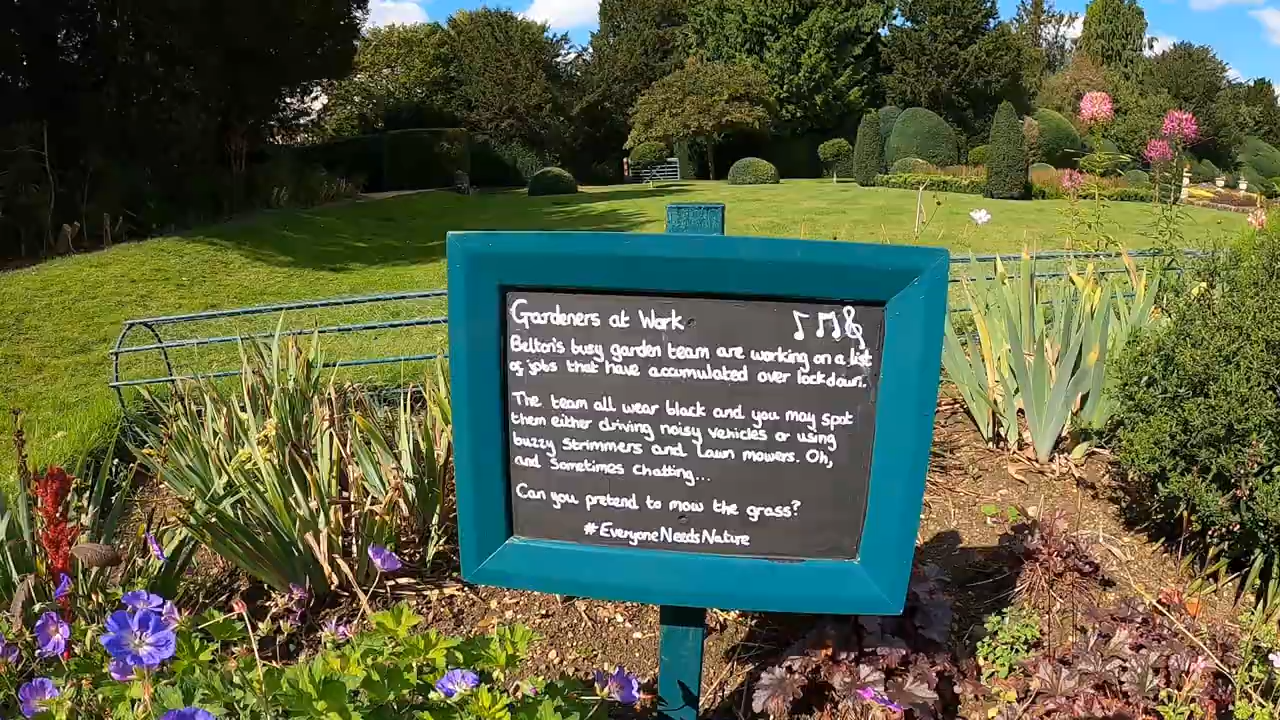 Gardeners at Work
Belton's busy garden team are working on a list
of jobs that have accumulated over lockdown.
The team all wear black and you may spot
them either driving noisy vehicles or using
buzzy strimmers and lawn mowers. Oh,
and sometimes chatting...
Can you pretend to mow the grass?
#EveryoneNeedsNature